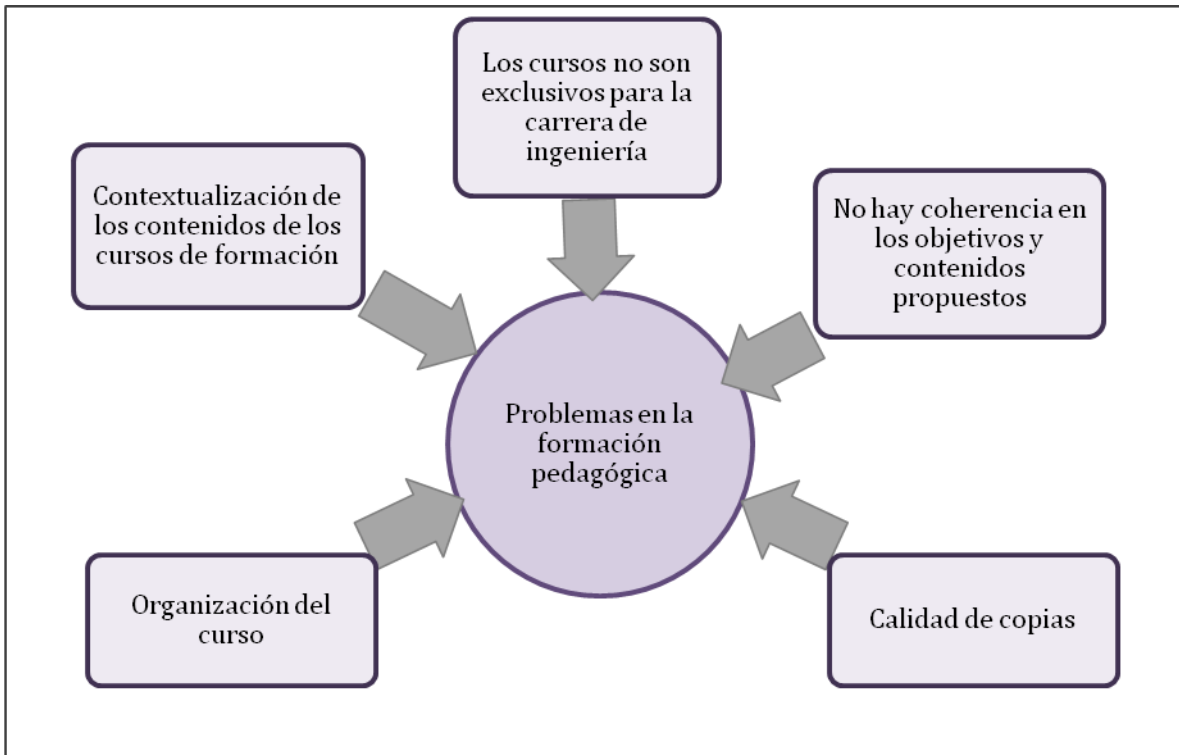 Los cursos no son
exclusivos para la
carrera de
ingeniería
Contextualización de
los contenidos de los
cursos de formación
No hay coherencia en
los objetivos y
contenidos
propuestos
Problemas en la
formación
pedagógica
Organización del
curso
Calidad de copias